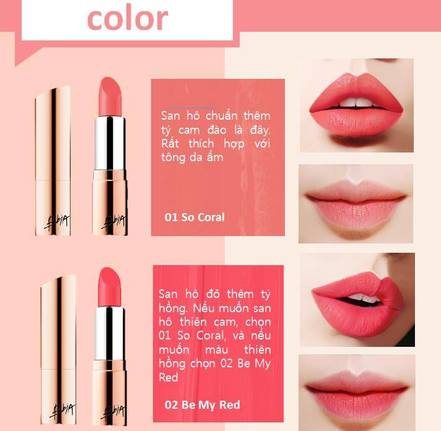 color
San hô chuẩn thêm
tý cam đào là đây.
Rất thích hợp với
tông da ấm
01 So Coral
San hô đỏ thêm tý
hồng. Nếu muốn san
hô thiên cam, chọn
01 So Coral, và nếu
muốn màu thiên
hồng chọn 02 Be My
Red
02 Be My Red